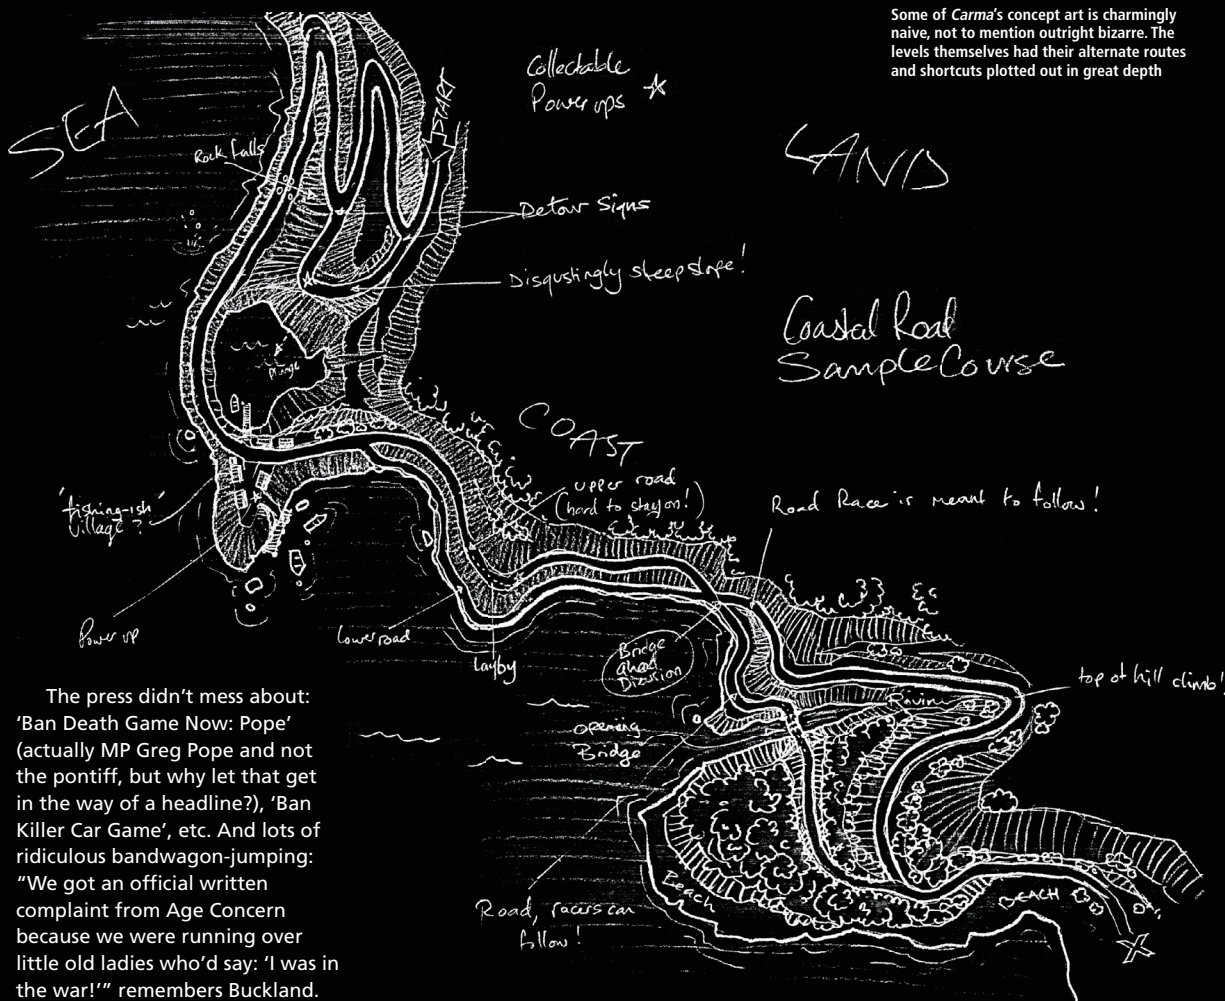 Some of Carma's concept art is charmingly
naive, not to mention outright bizarre. The
levels themselves had their alternate routes
and shortcuts plotted out in great depth
SEA
Collectable
Power ups
START
LAND
Rock falls
Detour Signs
Disgustingly steep slope!
Coastal Road
Sample Course
plunge
COAST
upper road
(hard to stay on!)
'fishing-ish'
village?
Road Race is meant to follow!
Power up
Lower road
Layby
Bridge
ahead
Diversion
top of hill climb!
Ravine
opening
Bridge
Beach
BEACH
Road, racers can
follow!
X
The press didn't mess about:
'Ban Death Game Now: Pope'
(actually MP Greg Pope and not
the pontiff, but why let that get
in the way of a headline?), 'Ban
Killer Car Game', etc. And lots of
ridiculous bandwagon-jumping:
"We got an official written
complaint from Age Concern
because we were running over
little old ladies who'd say: 'I was in
the war!'" remembers Buckland.